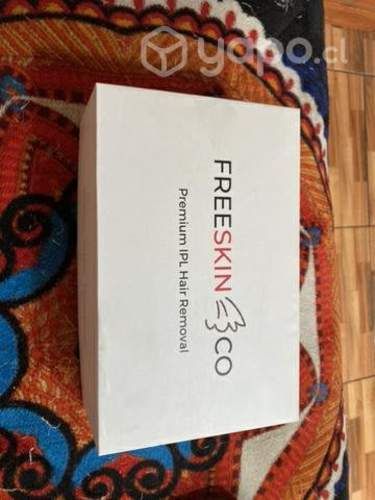 yapo.cl
FREESKIN CO
Premium IPL Hair Removal